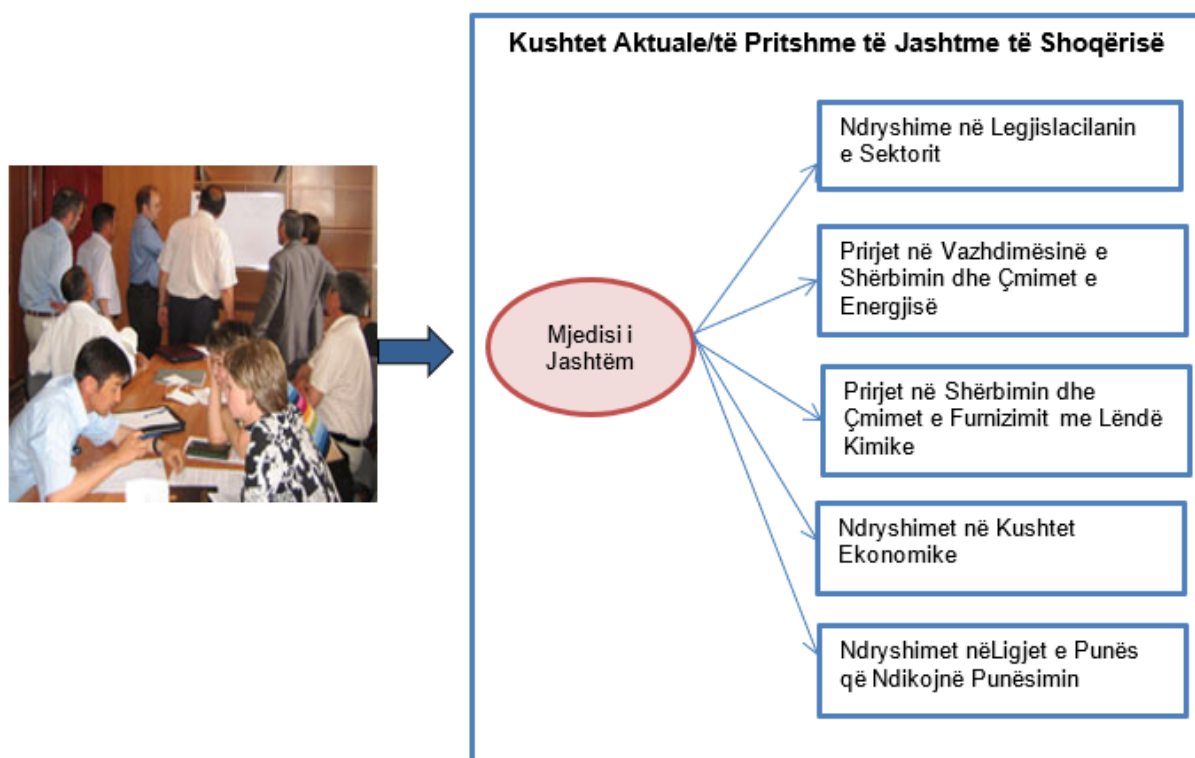 Kushtet Aktuale/të Pritshme të Jashtme të Shoqërisë
Mjedisi i
Jashtëm
Ndryshime në Legjislacilanin
e Sektorit
Prirjet në Vazhdimësinë e
Shërbimin dhe Çmimet e
Energjisë
Prirjet në Shërbimin dhe
Çmimet e Furnizimit me Lëndë
Kimike
Ndryshimet në Kushtet
Ekonomike
Ndryshimet nëLigjet e Punës
që Ndikojnë Punësimin